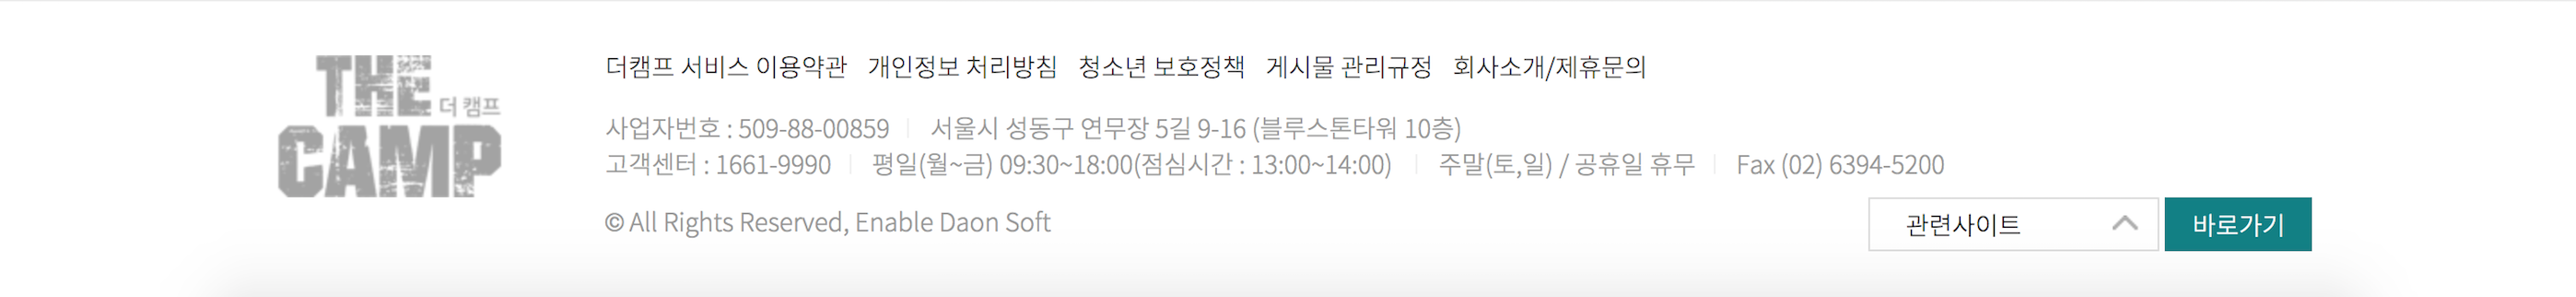 THE 더 캠프
CAMP
더캠프 서비스 이용약관 개인정보 처리방침 청소년 보호정책 게시물 관리규정 회사소개/제휴문의
사업자번호 : 509-88-00859 | 서울시 성동구 연무장 5길 9-16 (블루스톤타워 10층)
고객센터 : 1661-9990 | 평일(월~금) 09:30~18:00(점심시간 : 13:00~14:00) | 주말(토,일) / 공휴일 휴무 | Fax (02) 6394-5200
© All Rights Reserved, Enable Daon Soft
관련사이트 바로가기